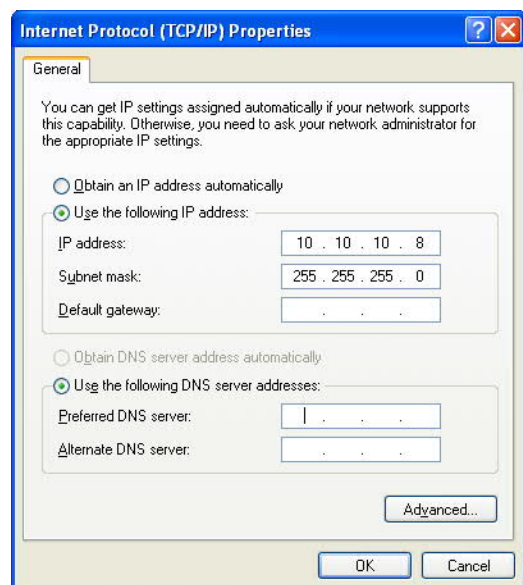 Internet Protocol (TCP/IP) Properties
General
You can get IP settings assigned automatically if your network supports
this capability. Otherwise, you need to ask your network administrator for
the appropriate IP settings.
Obtain an IP address automatically
Use the following IP address:
IP address: 10 . 10 . 10 . 8
Subnet mask: 255 . 255 . 255 . 0
Default gateway: . . .
Obtain DNS server address automatically
Use the following DNS server addresses:
Preferred DNS server: . . .
Alternate DNS server: . . .
Advanced...
OK Cancel